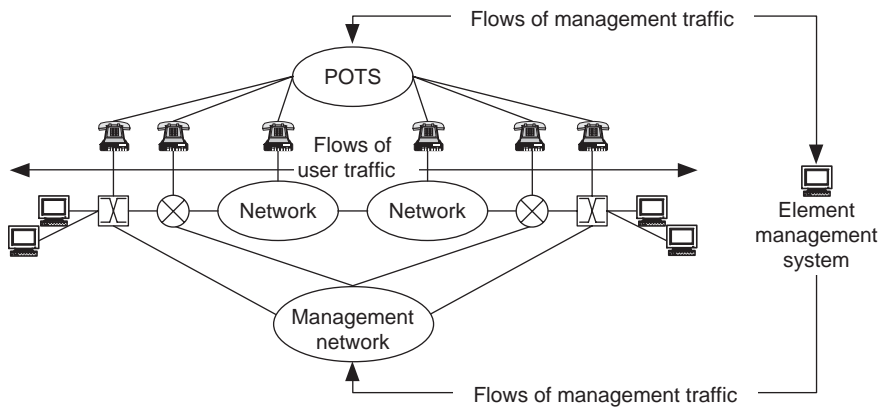 Flows of management traffic
POTS
Flows of
user traffic
Network
Network
Element
management
system
Management
network
Flows of management traffic